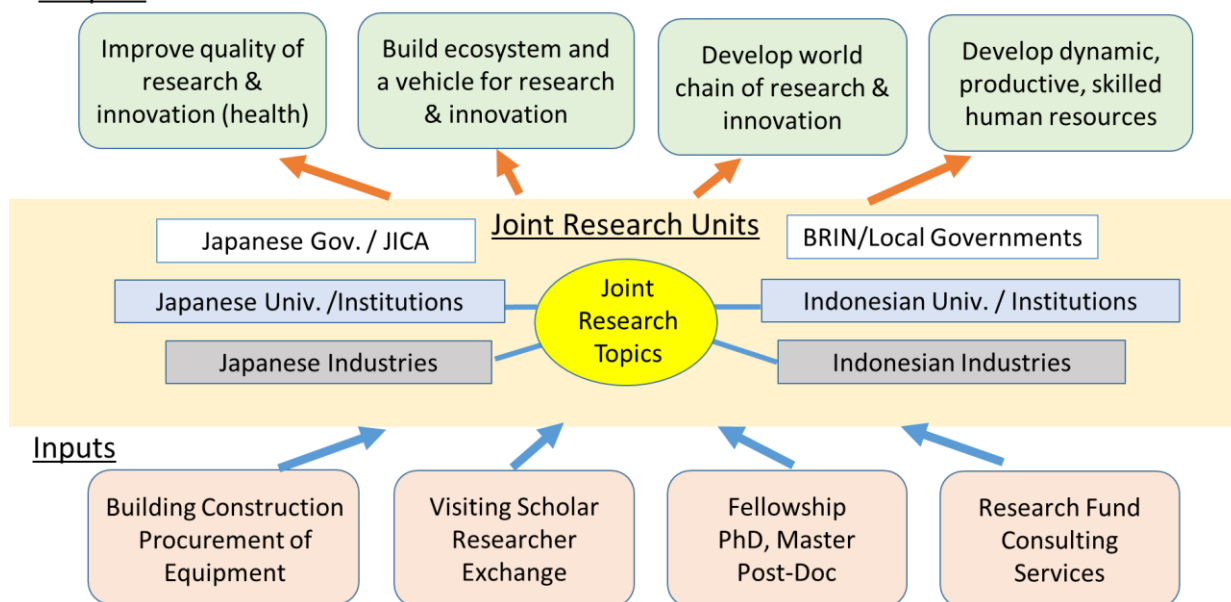 Improve quality of
research &
innovation (health)
Build ecosystem and
a vehicle for research
& innovation
Develop world
chain of research &
innovation
Develop dynamic,
productive, skilled
human resources
Joint Research Units
Japanese Gov. / JICA
BRIN/Local Governments
Japanese Univ. /Institutions
Joint
Research
Topics
Indonesian Univ. / Institutions
Japanese Industries
Indonesian Industries
Inputs
Building Construction
Procurement of
Equipment
Visiting Scholar
Researcher
Exchange
Fellowship
PhD, Master
Post-Doc
Research Fund
Consulting
Services